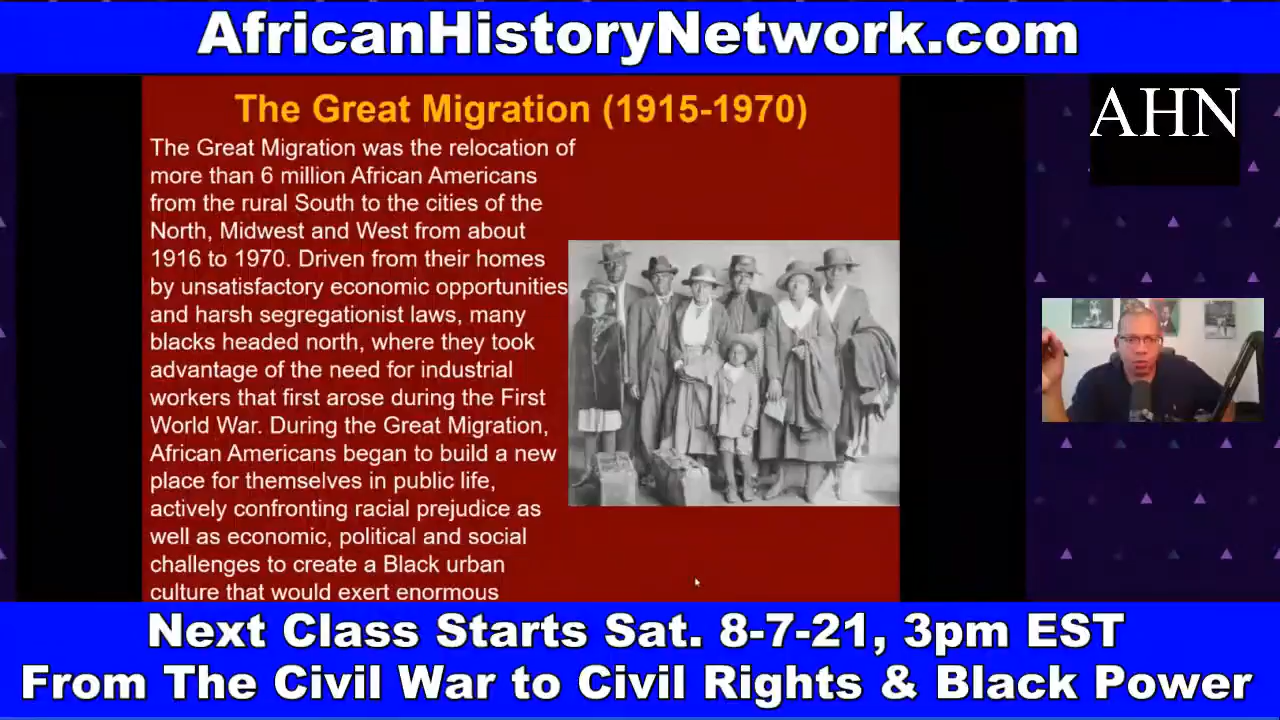 AfricanHistoryNetwork.com
AHN
The Great Migration (1915-1970)
The Great Migration was the relocation of
more than 6 million African Americans
from the rural South to the cities of the
North, Midwest and West from about
1916 to 1970. Driven from their homes
by unsatisfactory economic opportunities
and harsh segregationist laws, many
blacks headed north, where they took
advantage of the need for industrial
workers that first arose during the First
World War. During the Great Migration,
African Americans began to build a new
place for themselves in public life,
actively confronting racial prejudice as
well as economic, political and social
challenges to create a Black urban
culture that would exert enormous
Next Class Starts Sat. 8-7-21, 3pm EST
From The Civil War to Civil Rights & Black Power